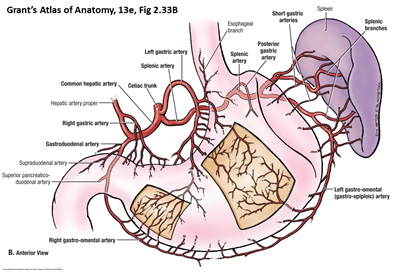 Grant's Atlas of Anatomy, 13e, Fig 2.33B
Esophageal
branch
Short gastric
arteries
Spleen
Splenic
branches
Left gastric artery
Splenic artery
Splenic
artery
Posterior
gastric
artery
Common hepatic artery
Celiac trunk
Hepatic artery proper
Right gastric artery
Gastroduodenal artery
Supraduodenal artery
Superior pancreatico-
duodenal artery
Left gastro-omental
(gastro-epiploic) artery
Right gastro-omental artery
B. Anterior View